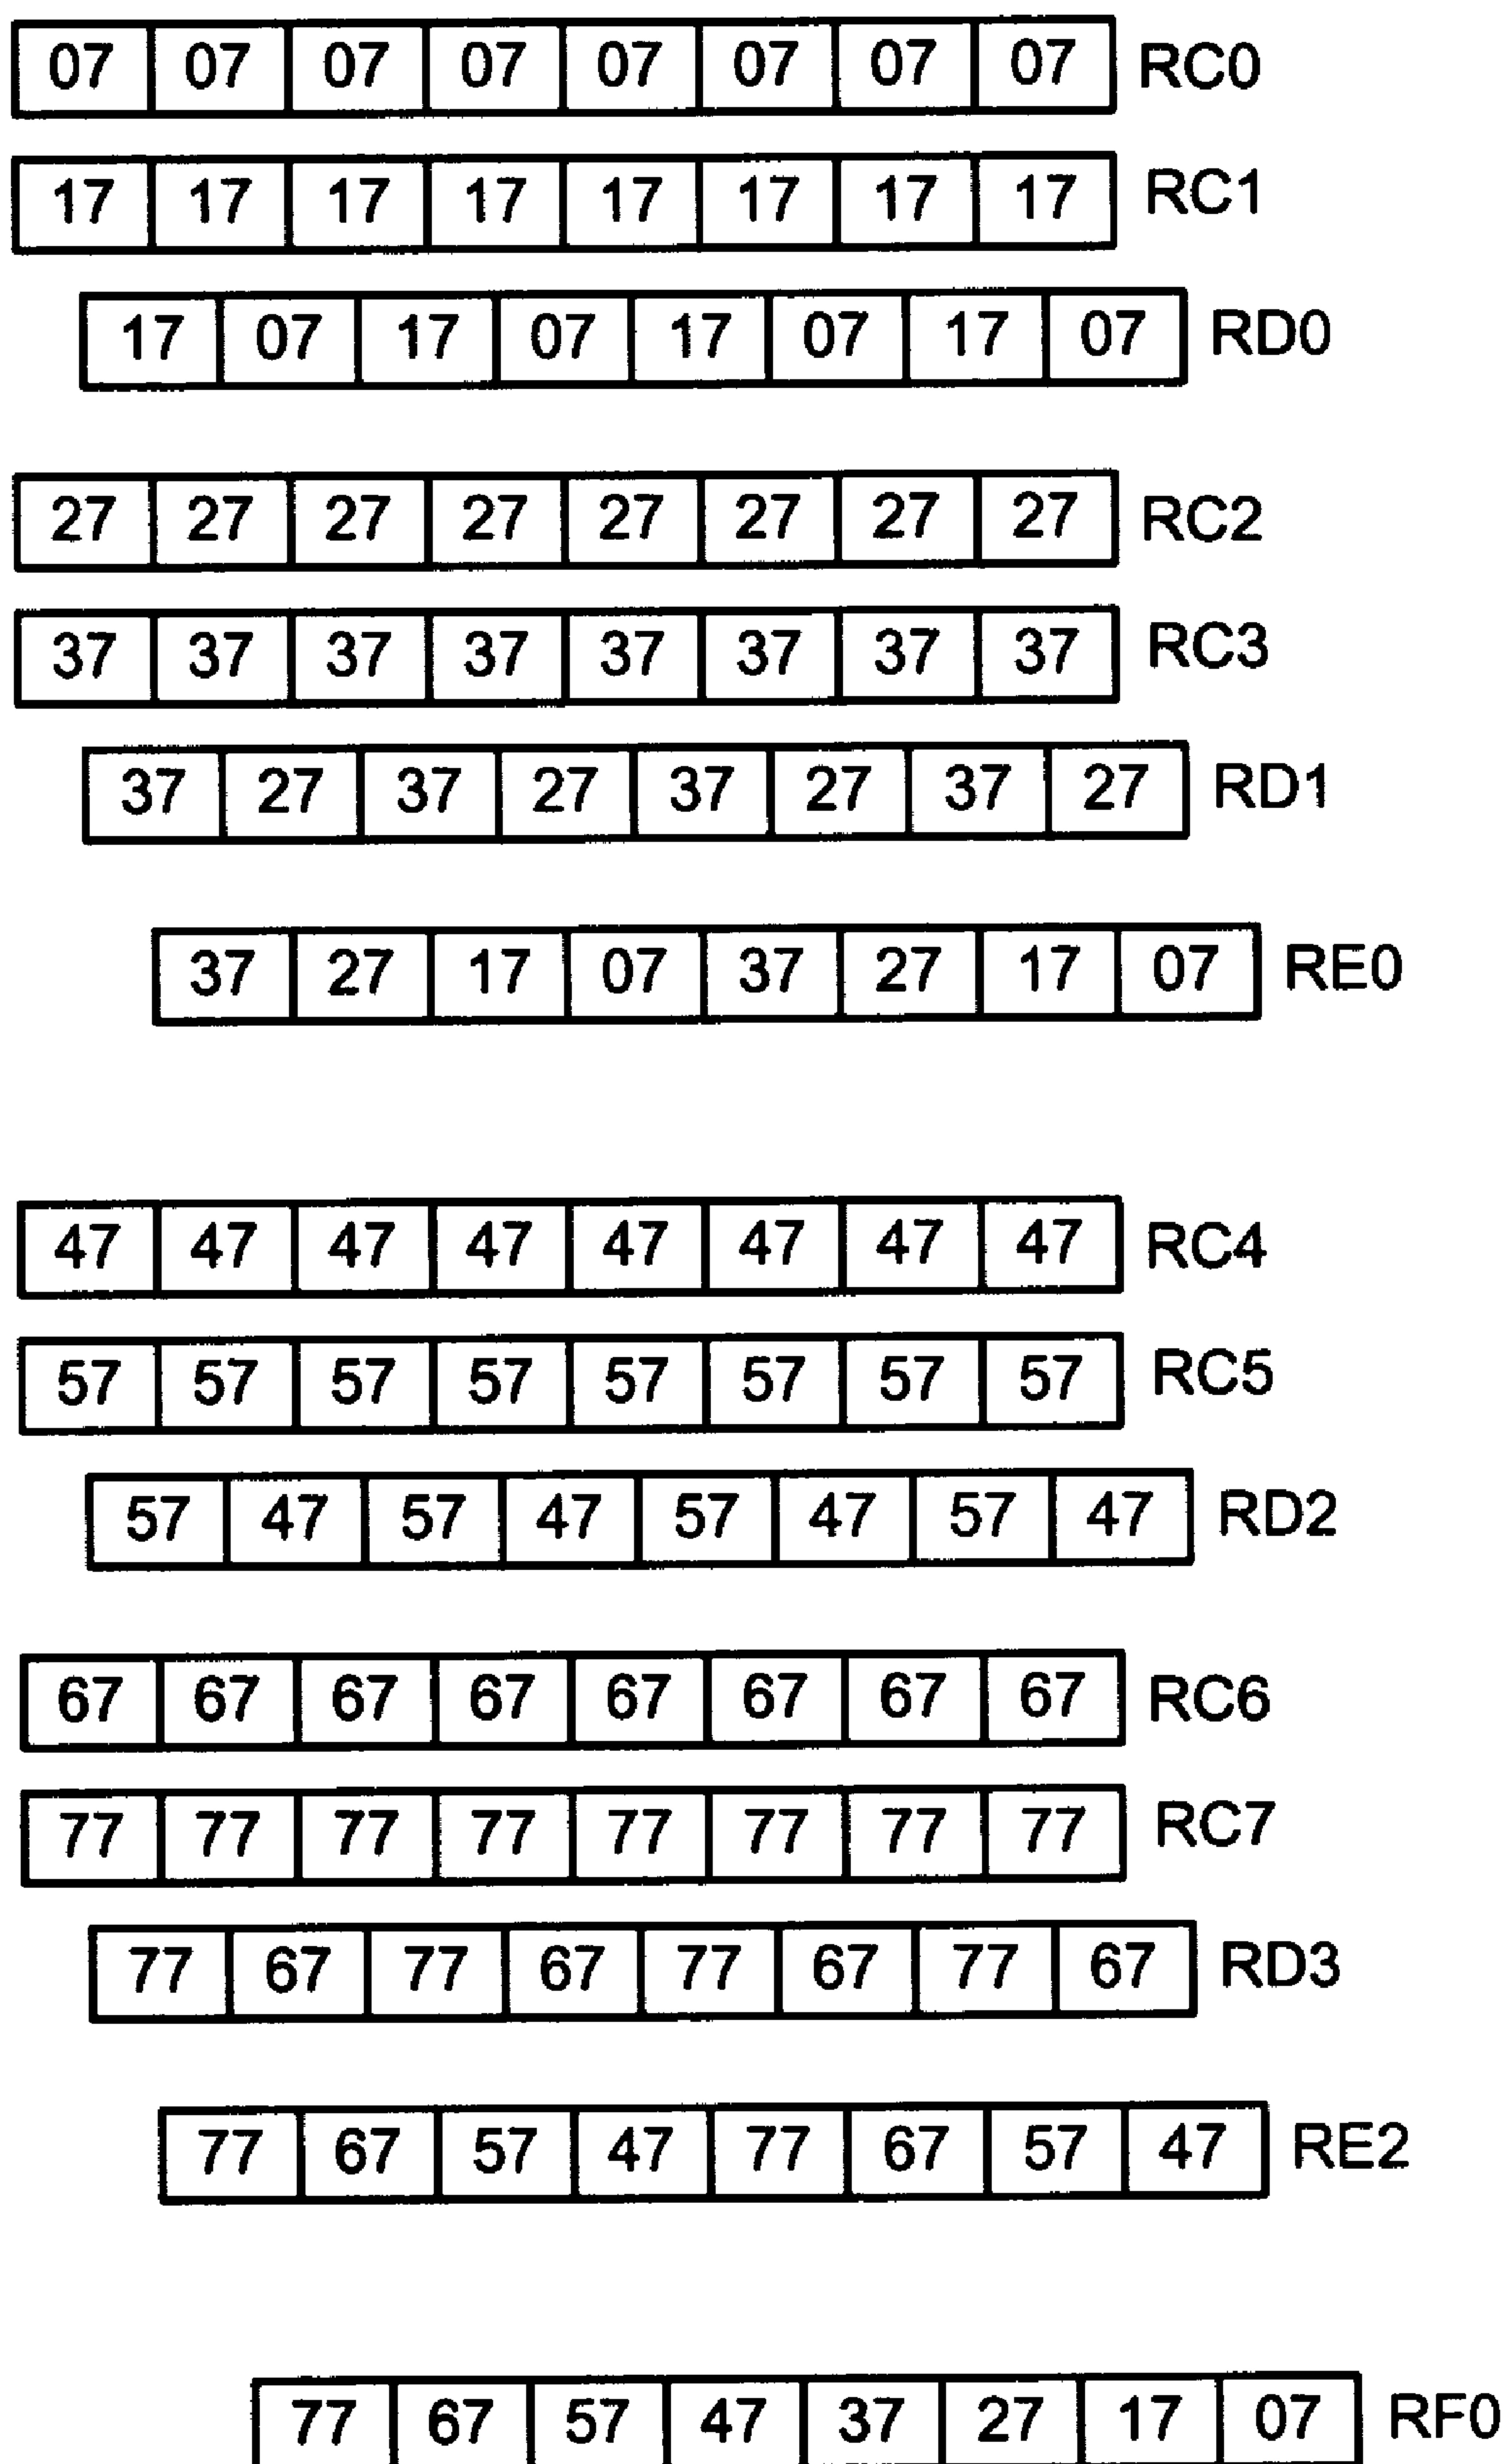 07 07 07 07 07 07 07 07 RC0
17 17 17 17 17 17 17 17 RC1
17 07 17 07 17 07 17 07 RD0
27 27 27 27 27 27 27 27 RC2
37 37 37 37 37 37 37 37 RC3
37 27 37 27 37 27 37 27 RD1
37 27 17 07 37 27 17 07 RE0
47 47 47 47 47 47 47 47 RC4
57 57 57 57 57 57 57 57 RC5
57 47 57 47 57 47 57 47 RD2
67 67 67 67 67 67 67 67 RC6
77 77 77 77 77 77 77 77 RC7
77 67 77 67 77 67 77 67 RD3
77 67 57 47 77 67 57 47 RE2
77 67 57 47 37 27 17 07 RF0